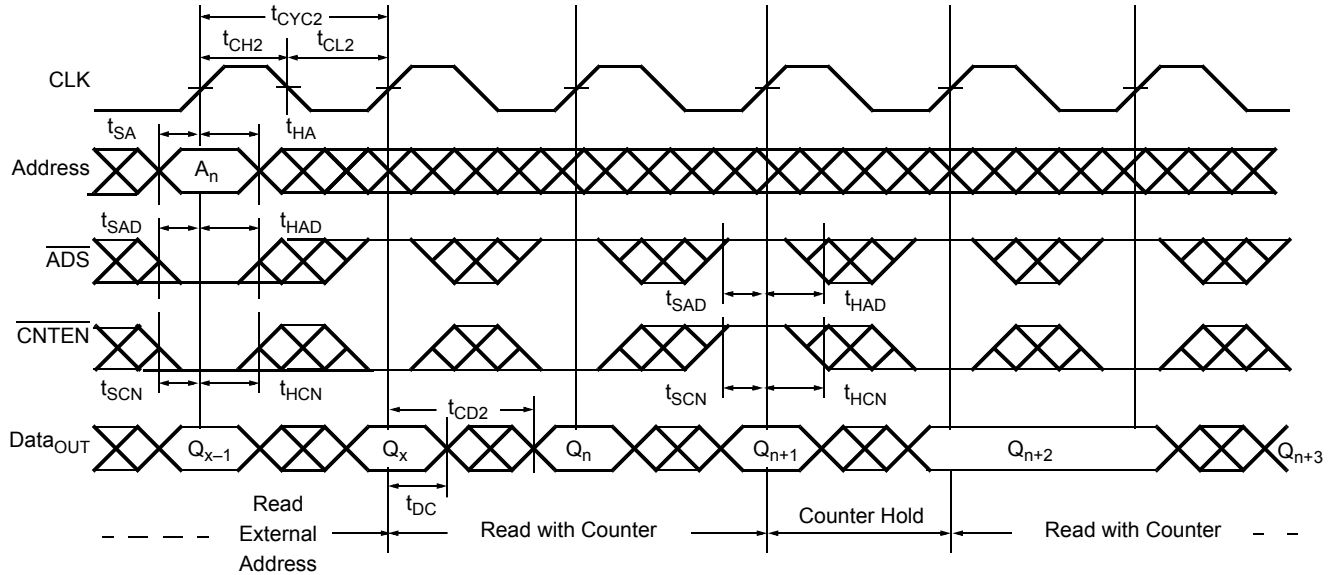 tCYC2
tCH2 tCL2
CLK
tSA tHA
Address An
tSAD tHAD
ADS
tSAD tHAD
CNTEN
tSCN tHCN tSCN tHCN
tCD2
DataOUT Qx–1 Qx Qn Qn+1 Qn+2 Qn+3
tDC
Read
External
Address
Read with Counter
Counter Hold
Read with Counter